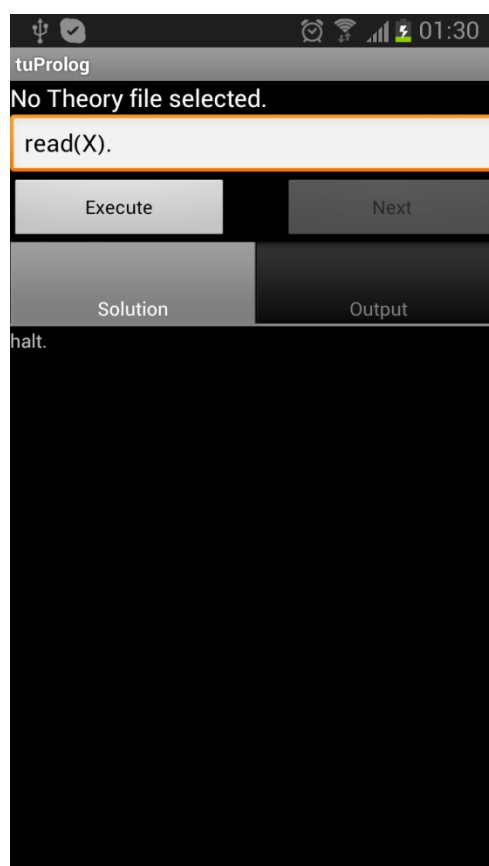 01:30
tuProlog
No Theory file selected.
read(X).
Execute Next
Solution Output
halt.